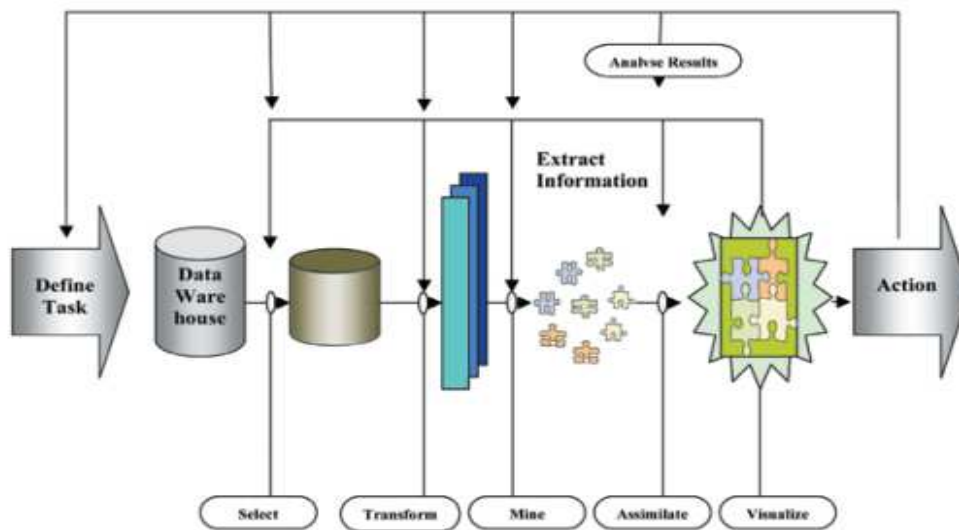 Analyse Results
Extract
Information
Define
Task
Data
Ware
house
Action
Select
Transform
Mine
Assimilate
Visualize